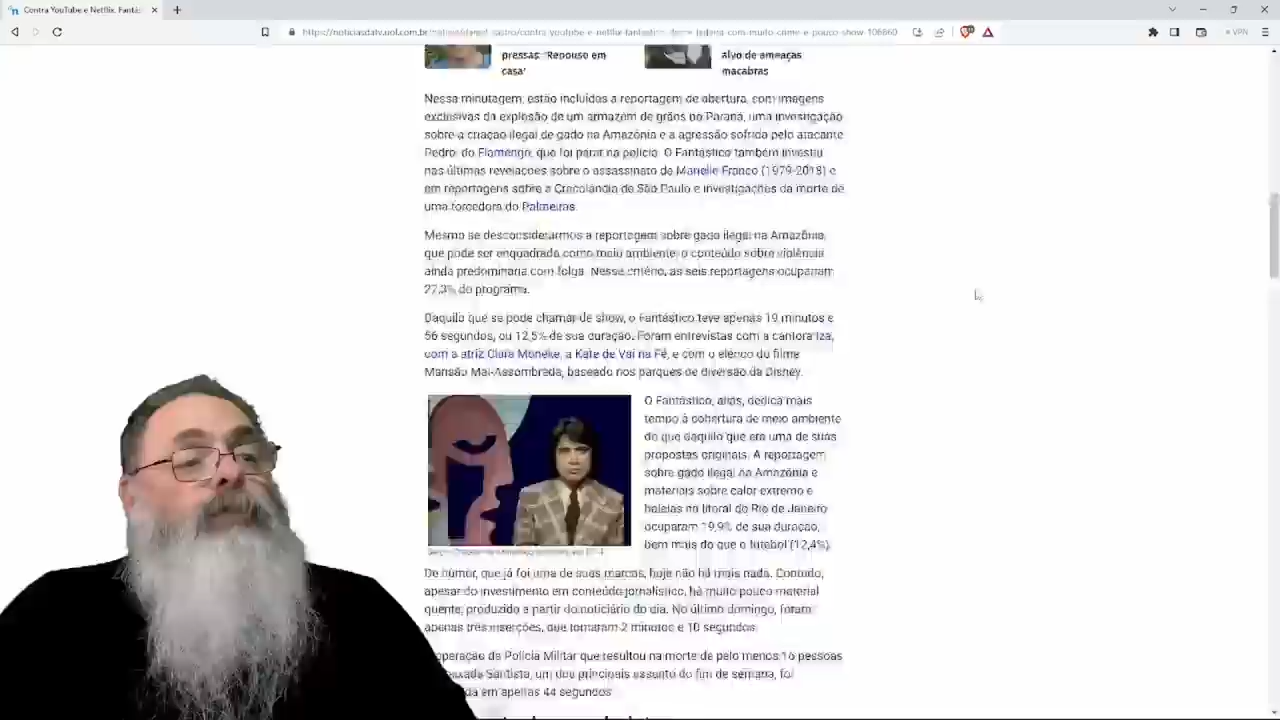 Contra YouTube e Netflix, Fantás
https://noticiasdatv.uol.com.br
VPN
pressas: 'Repouso em
casa'
alvo de ameaças
macabras
Nessa minutagem, estão incluídas a reportagem de abertura, com imagens
exclusivas da explosão de um armazém de grãos no Paraná, uma investigação
sobre a criação ilegal de gado na Amazônia e a agressão sofrida pelo atacante
Pedro, do Flamengo, que foi parar na polícia. O Fantástico também investiu
nas últimas revelações sobre o assassinato de Marielle Franco (1979-2018) e
em reportagens sobre a Cracolândia de São Paulo e investigações da morte de
uma torcedora do Palmeiras.
Mesmo se desconsiderarmos a reportagem sobre gado ilegal na Amazônia,
que pode ser enquadrada como meio ambiente, o conteúdo sobre violência
ainda predominaria com folga. Nesse critério, as seis reportagens ocuparam
27,3% do programa.
Daquilo que se pode chamar de show, o Fantástico teve apenas 19 minutos e
56 segundos, ou 12,5% de sua duração. Foram entrevistas com a cantora Iza,
com a atriz Clara Moneke, a Kate de Vai na Fé, e com o elenco do filme
Mansão Mal-Assombrada, baseado nos parques de diversão da Disney.
O Fantástico, aliás, dedica mais
tempo à cobertura de meio ambiente
do que daquilo que era uma de suas
propostas originais. A reportagem
sobre gado ilegal na Amazônia e
materiais sobre calor extremo e
baleias no litoral do Rio de Janeiro
ocuparam 19,9% de sua duração,
bem mais do que o futebol (12,4%).
De humor, que já foi uma de suas marcas, hoje não há mais nada. Contudo,
apesar do investimento em conteúdo jornalístico, há muito pouco material
quente, produzido a partir do noticiário do dia. No último domingo, foram
apenas três inserções, que tomaram 2 minutos e 10 segundos.
operação da Polícia Militar que resultou na morte de pelo menos 16 pessoas
Santista, um dos principais assunto do fim de semana, foi
em apenas 44 segundos